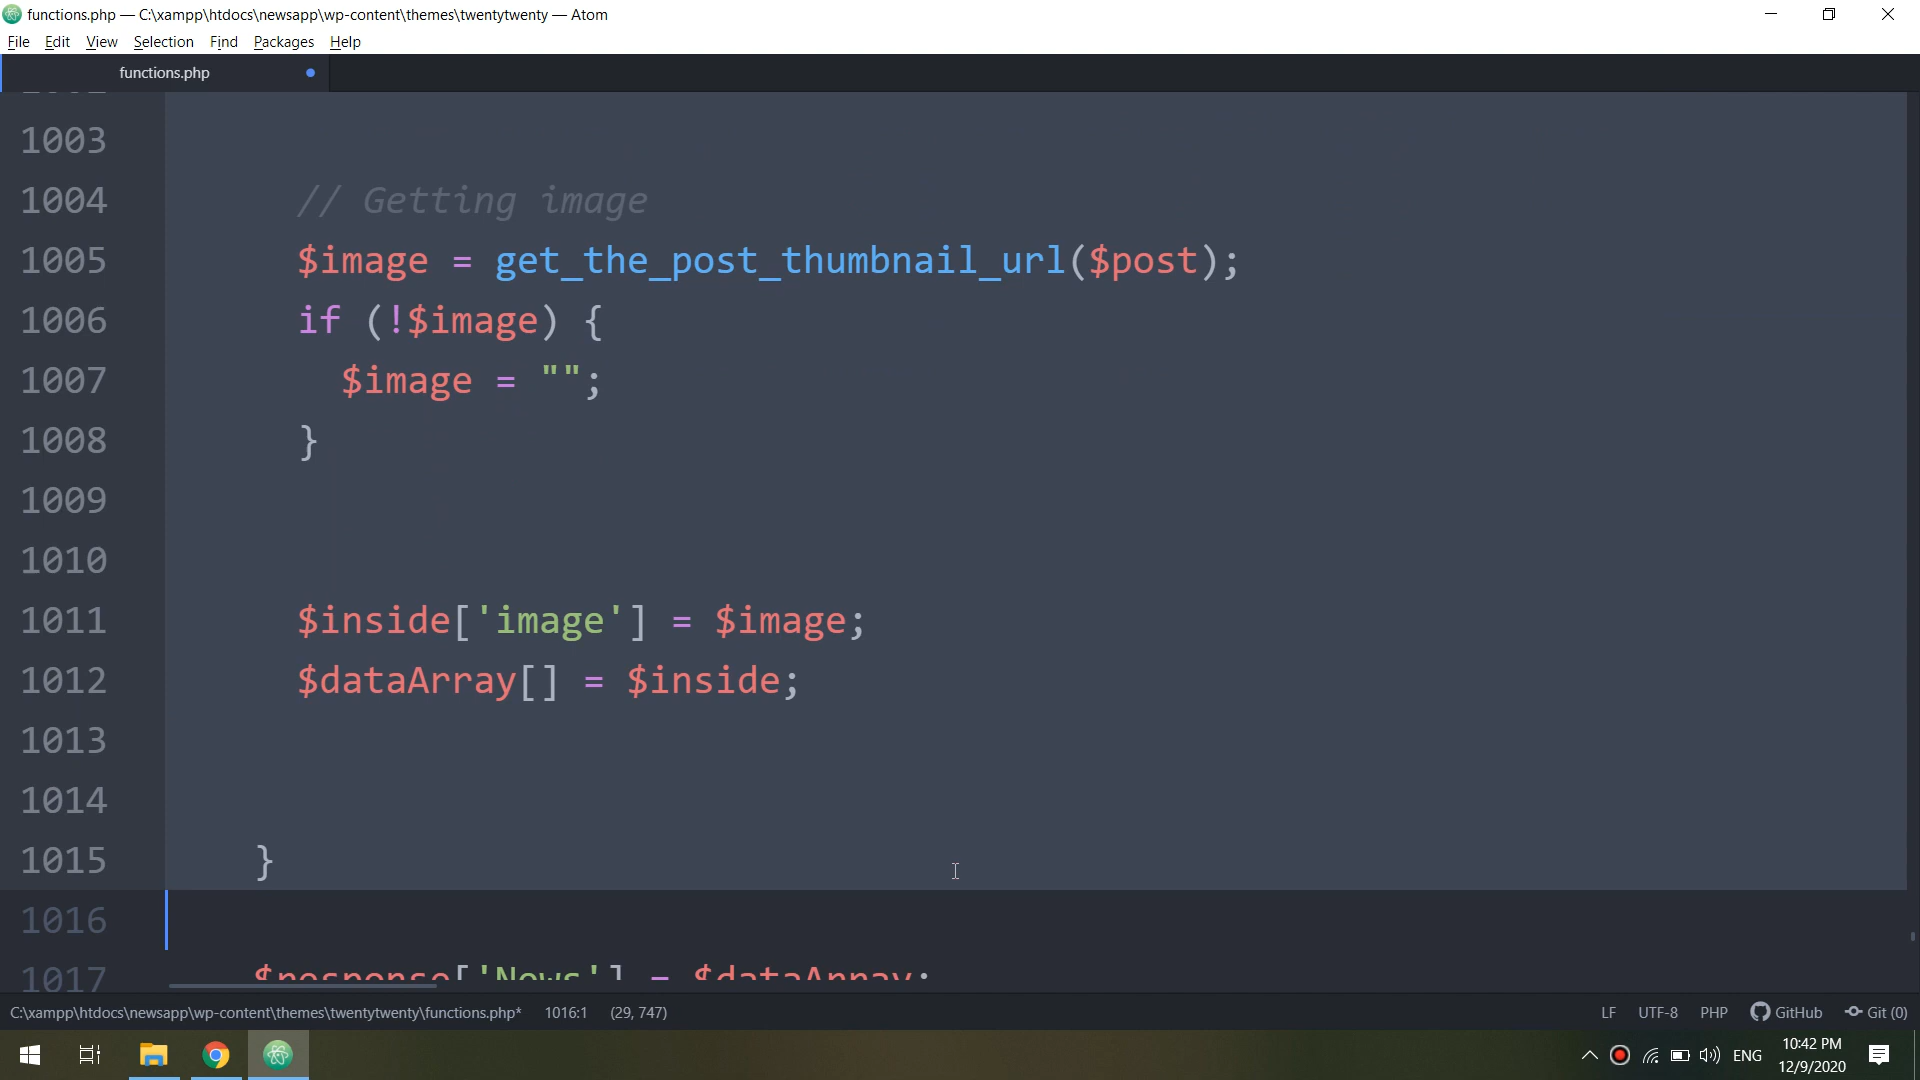 functions.php — C:\xampp\htdocs\newsapp\wp-content\themes\twentytwenty — Atom
File Edit View Selection Find Packages Help
functions.php
1003
1004 // Getting image
1005 $image = get_the_post_thumbnail_url($post);
1006 if (!$image) {
1007 $image = "";
1008 }
1009
1010
1011 $inside['image'] = $image;
1012 $dataArray[] = $inside;
1013
1014
1015 }
1016
1017 $response['News'] = $dataArray;
C:\xampp\htdocs\newsapp\wp-content\themes\twentytwenty\functions.php* 1016:1 (29, 747) LF UTF-8 PHP GitHub Git (0)
ENG 10:42 PM
12/9/2020